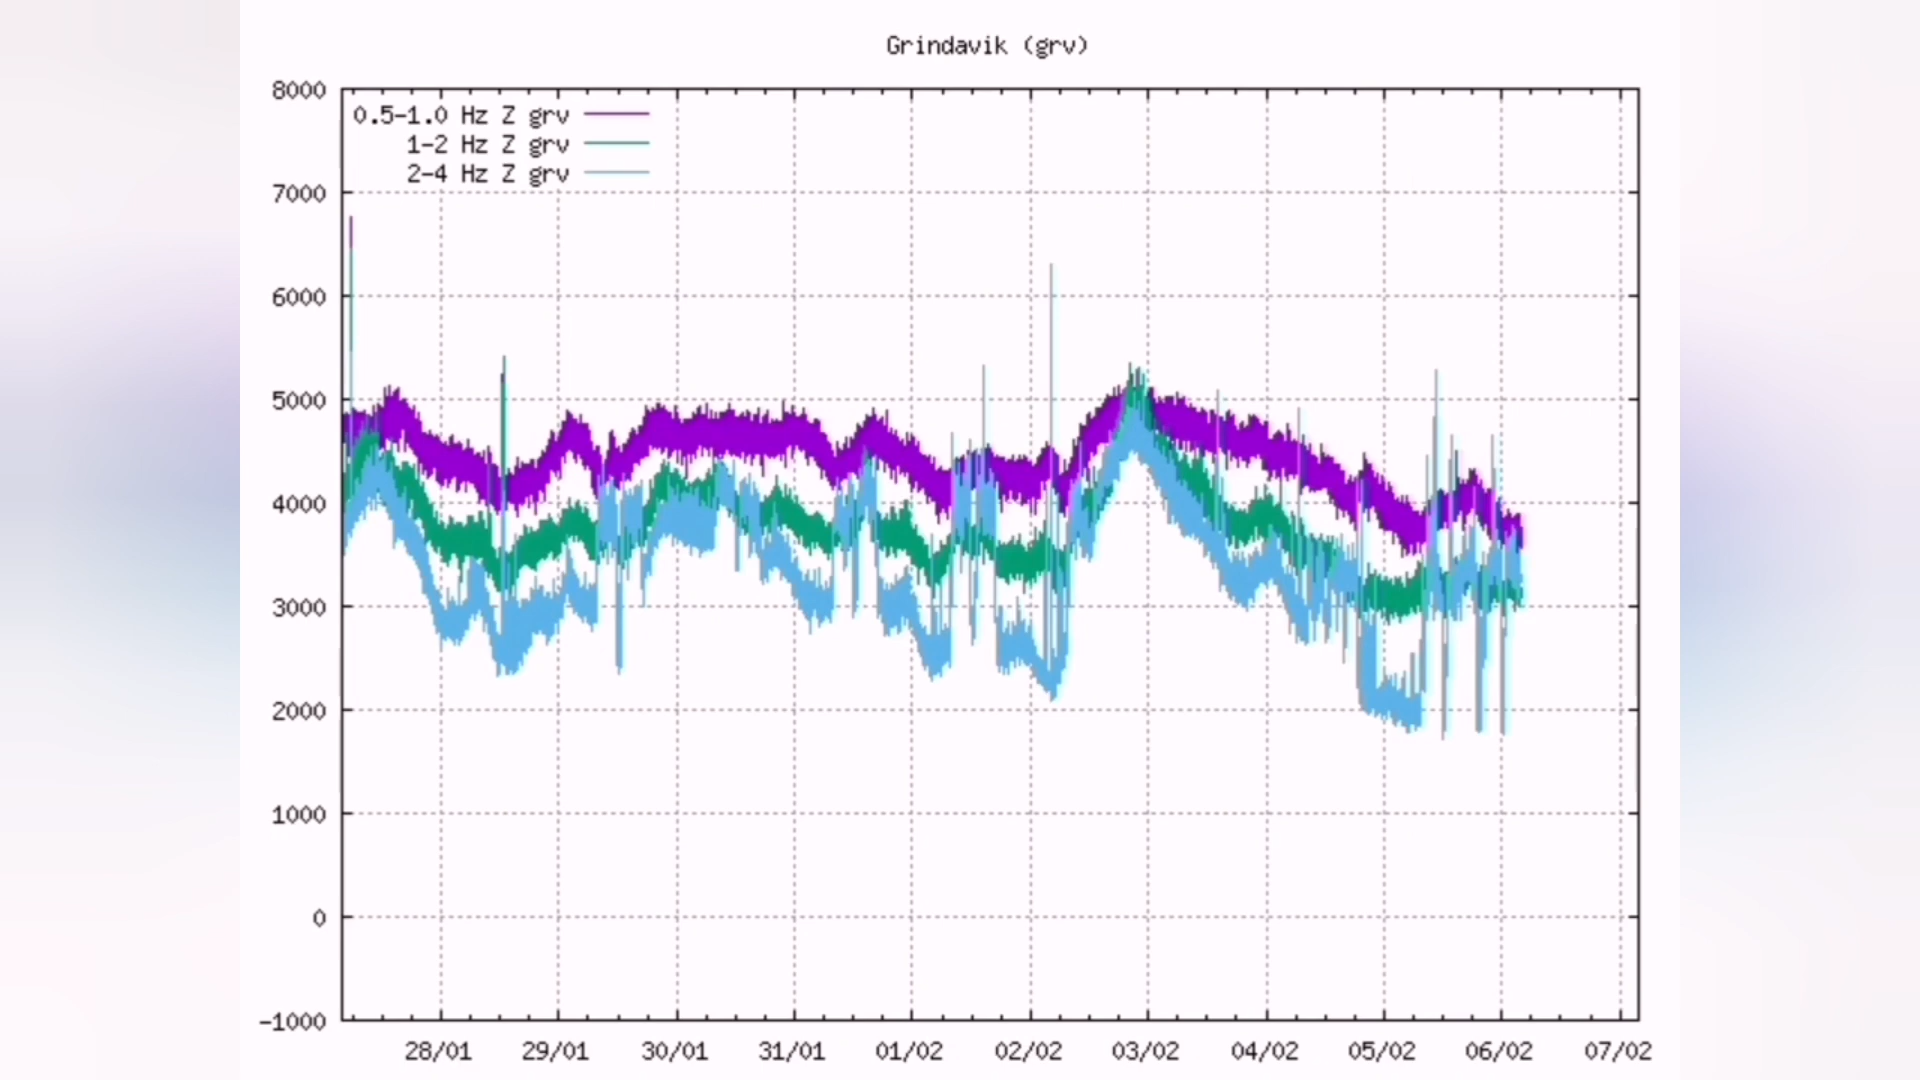 Grindavik (grv)
8000
0.5-1.0 Hz Z grv
1-2 Hz Z grv
2-4 Hz Z grv
7000
6000
5000
4000
3000
2000
1000
0
-1000
28/01 29/01 30/01 31/01 01/02 02/02 03/02 04/02 05/02 06/02 07/02